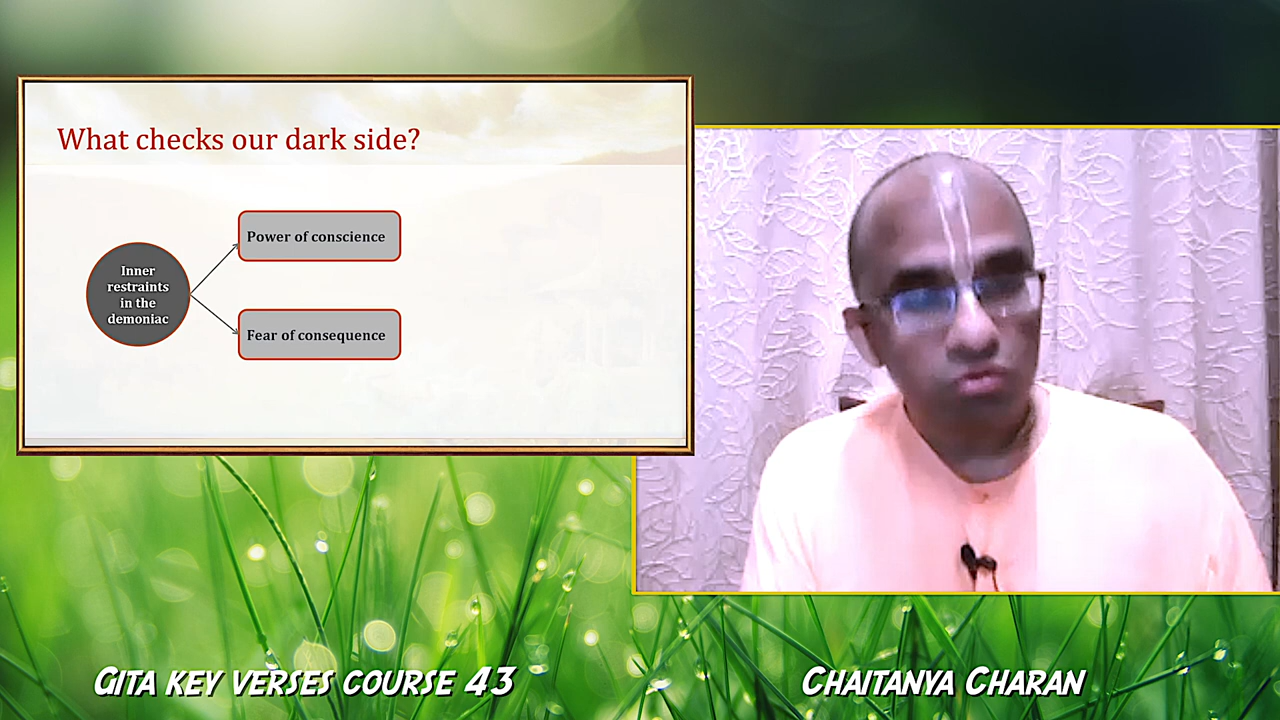 What checks our dark side?
Inner
restraints
in the
demoniac
Power of conscience
Fear of consequence
GITA KEY VERSES COURSE 43
CHAITANYA CHARAN